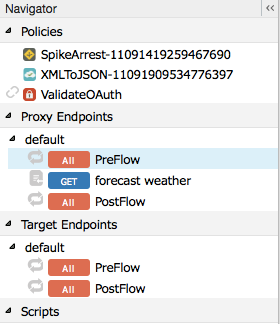 Navigator
Policies
SpikeArrest-11091419259467690
XMLToJSON-11091909534776397
ValidateOAuth
Proxy Endpoints
default
All PreFlow
GET forecast weather
All PostFlow
Target Endpoints
default
All PreFlow
All PostFlow
Scripts